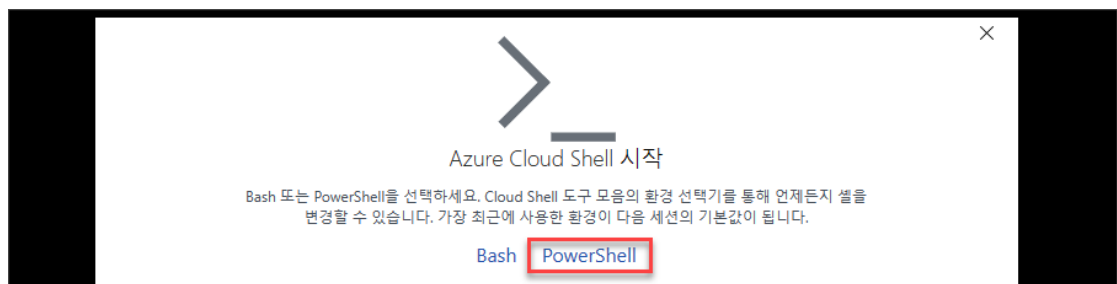 Azure Cloud Shell 시작
Bash 또는 PowerShell을 선택하세요. Cloud Shell 도구 모음의 환경 선택기를 통해 언제든지 셸을
변경할 수 있습니다. 가장 최근에 사용한 환경이 다음 세션의 기본값이 됩니다.
Bash PowerShell